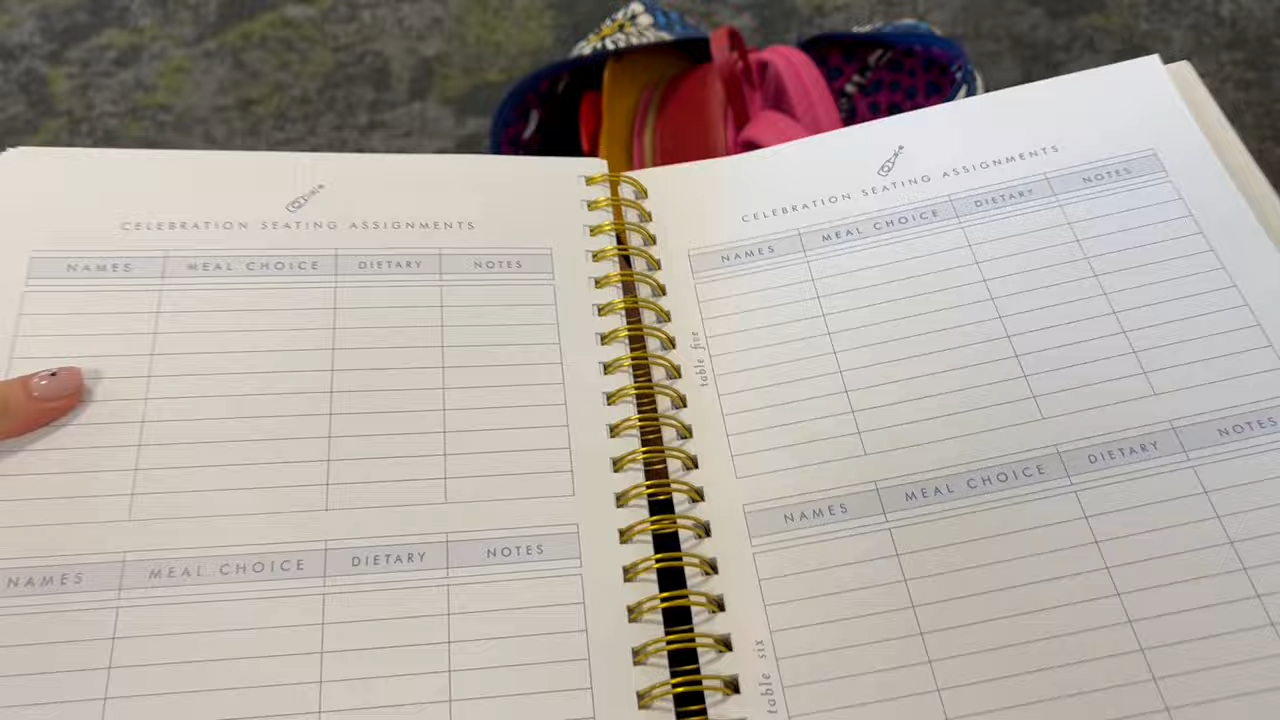 CELEBRATION SEATING ASSIGNMENTS
NAMES MEAL CHOICE DIETARY NOTES
NAMES MEAL CHOICE DIETARY NOTES
CELEBRATION SEATING ASSIGNMENTS
NAMES MEAL CHOICE DIETARY NOTES
table five
NAMES MEAL CHOICE DIETARY NOTES
table six